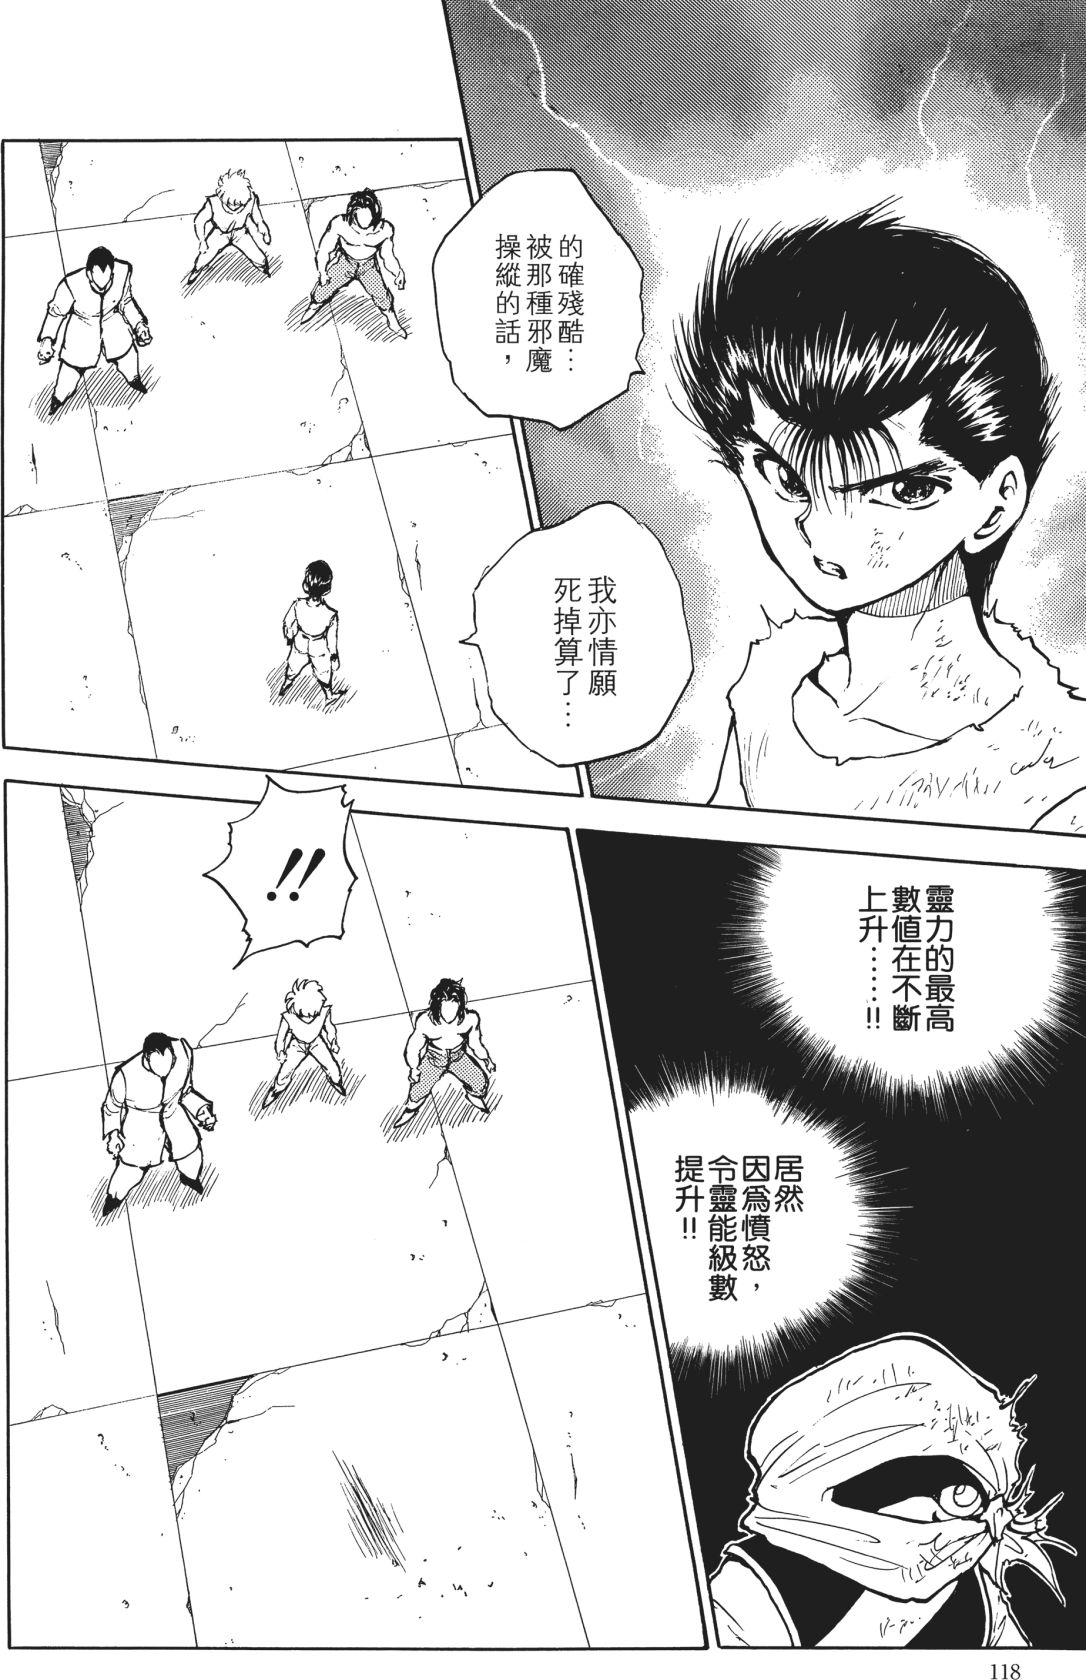 的確殘酷…
被那種邪魔
操縱的話，
我亦情願
死掉算了…
靈力的最高
數值在不斷
上升……!!
居然
因為憤怒，
令靈能級數
提升!!
!!
118